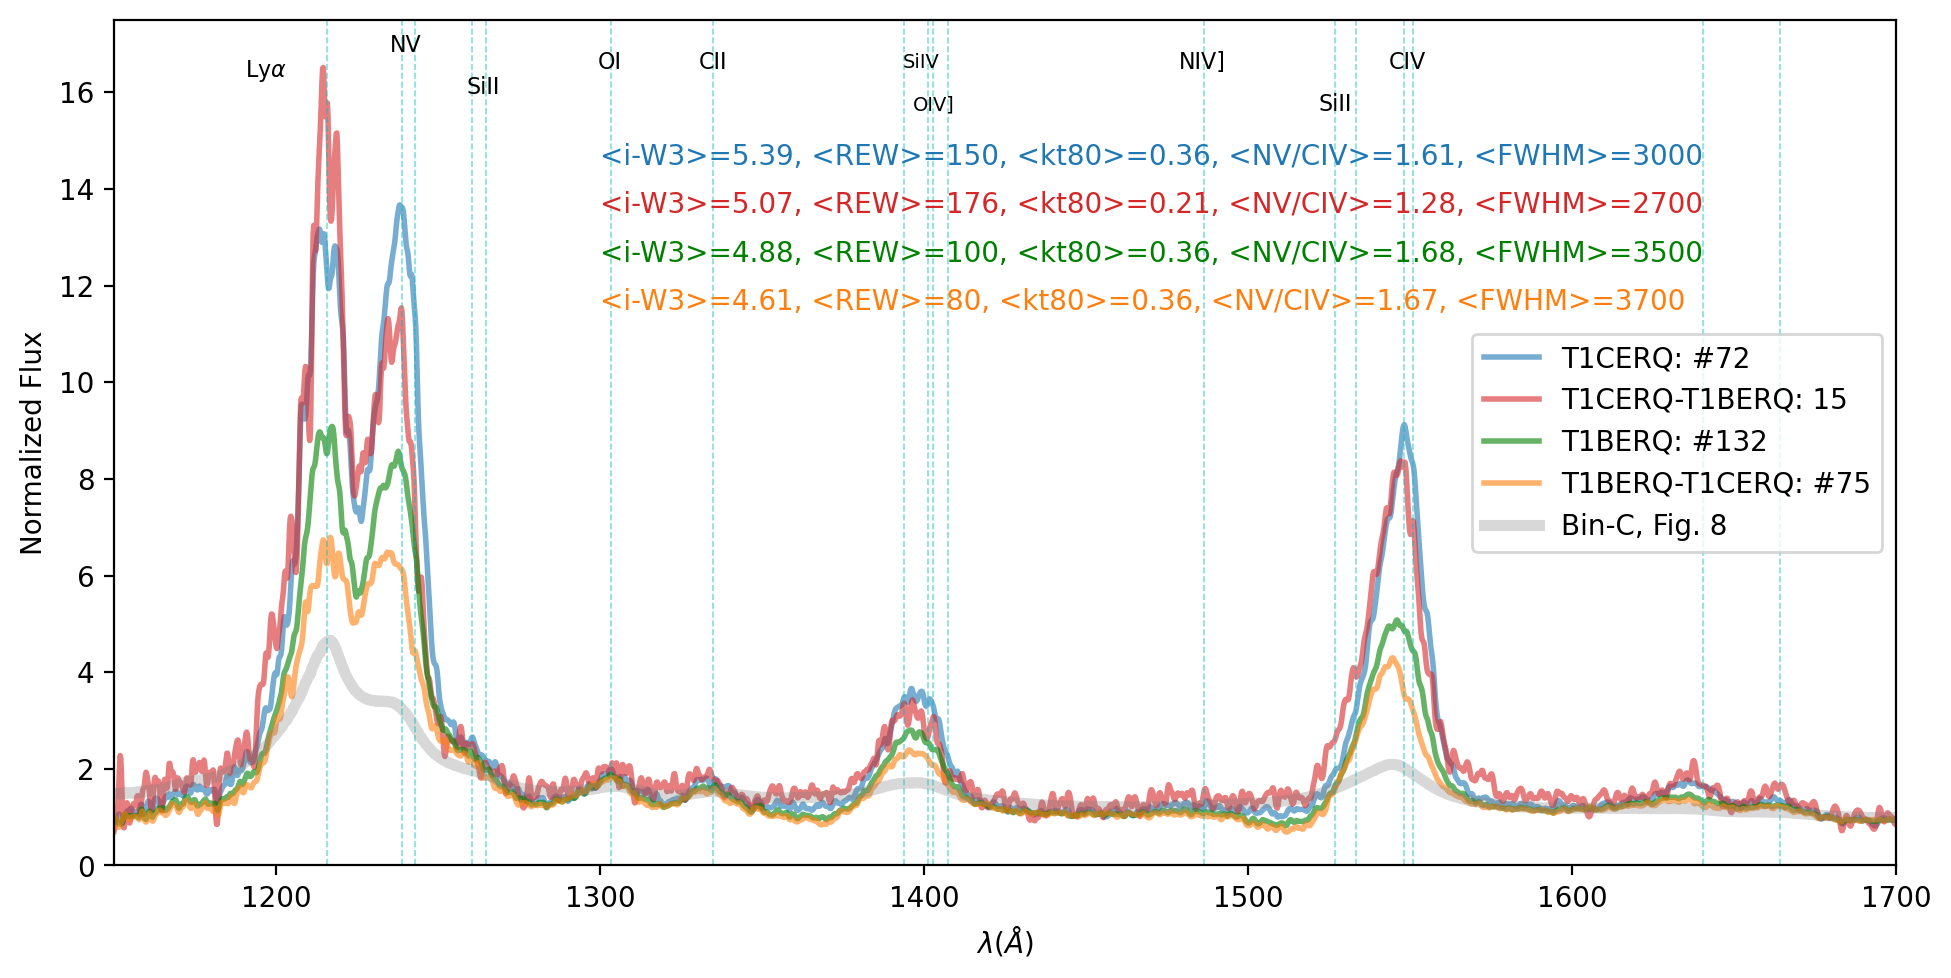 NV
Lyα
OI
CII
SiIV
NIV]
CIV
SiII
OIV]
SiII
<i-W3>=5.39, <REW>=150, <kt80>=0.36, <NV/CIV>=1.61, <FWHM>=3000
<i-W3>=5.07, <REW>=176, <kt80>=0.21, <NV/CIV>=1.28, <FWHM>=2700
<i-W3>=4.88, <REW>=100, <kt80>=0.36, <NV/CIV>=1.68, <FWHM>=3500
<i-W3>=4.61, <REW>=80, <kt80>=0.36, <NV/CIV>=1.67, <FWHM>=3700
T1CERQ: #72
T1CERQ-T1BERQ: 15
T1BERQ: #132
T1BERQ-T1CERQ: #75
Bin-C, Fig. 8
Normalized Flux
16
14
12
10
8
6
4
2
0
1200
1300
1400
1500
1600
1700
λ(Å)